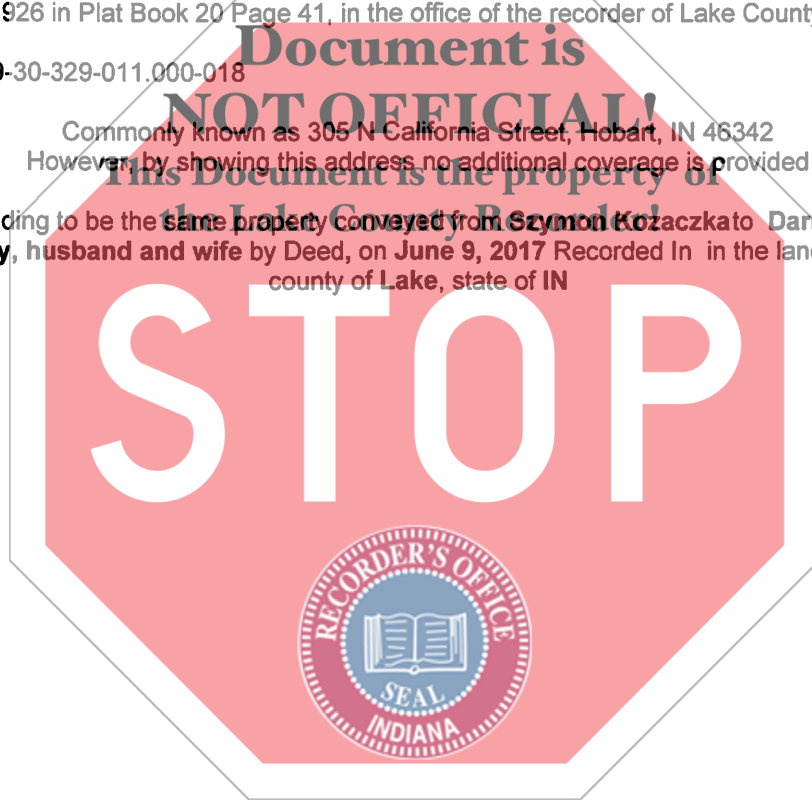 926 in Plat Book 20 Page 41, in the office of the recorder of Lake County
Document is
-30-329-011.000-018
NOT OFFICIAL!
Commonly known as 305 N California Street, Hobart, IN 46342
However, by showing this address no additional coverage is provided
This Document is the property of
the Lake County Recorder!
ding to be the same property conveyed from Szymon Kozaczkato Dar
y, husband and wife by Deed, on June 9, 2017 Recorded In in the lan
county of Lake, state of IN
STOP
RECORDER'S OFFICE
SEAL
INDIANA